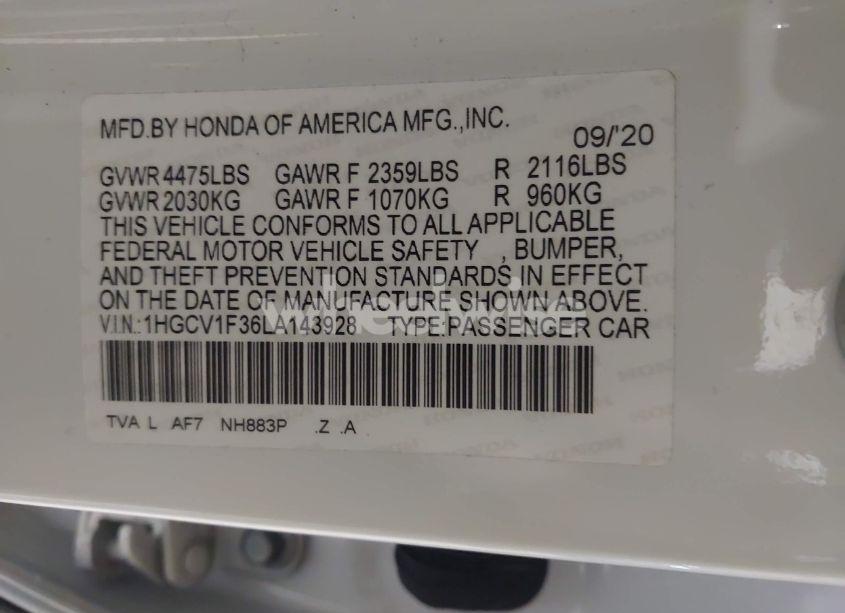 MFD.BY HONDA OF AMERICA MFG.,INC.
09/'20
GVWR 4475LBS GAWR F 2359LBS R 2116LBS
GVWR 2030KG GAWR F 1070KG R 960KG
THIS VEHICLE CONFORMS TO ALL APPLICABLE
FEDERAL MOTOR VEHICLE SAFETY , BUMPER,
AND THEFT PREVENTION STANDARDS IN EFFECT
ON THE DATE OF MANUFACTURE SHOWN ABOVE.
V.I.N.:1HGCV1F36LA143928 TYPE:PASSENGER CAR
TVA L AF7 NH883P .Z .A